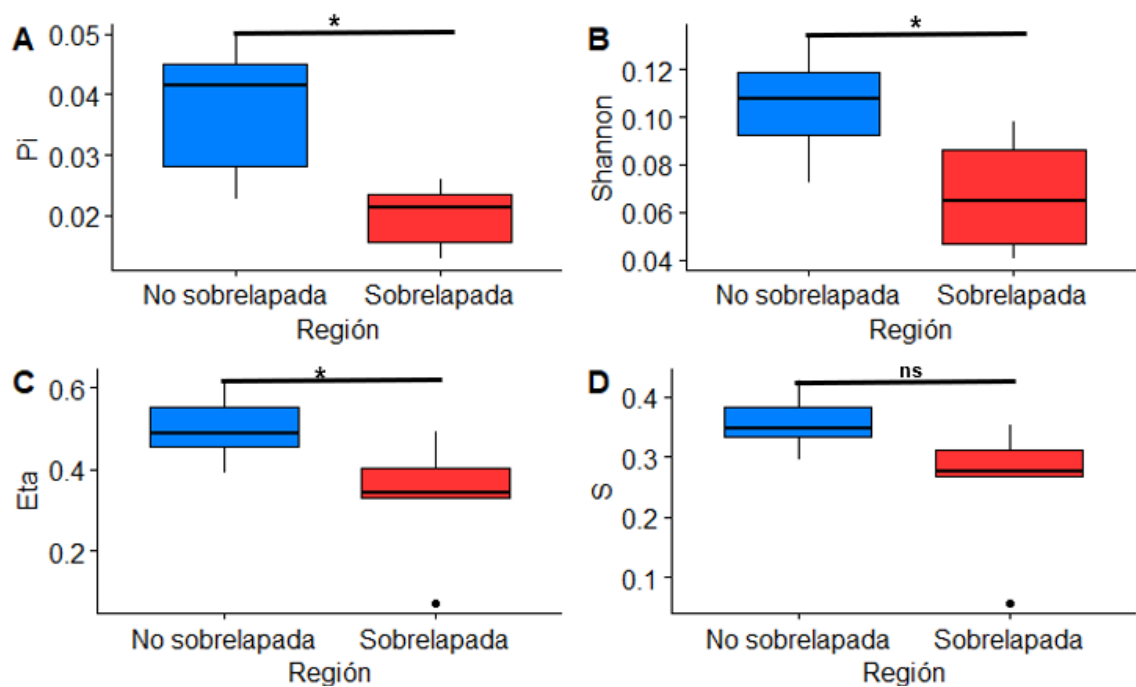 A
*
0.05
0.04
0.03
0.02
Pi
No sobrelapada Sobrelapada
Región
B
*
0.12
0.10
0.08
0.06
0.04
Shannon
No sobrelapada Sobrelapada
Región
C
*
0.6
0.4
0.2
Eta
No sobrelapada Sobrelapada
Región
D
ns
0.4
0.3
0.2
0.1
S
No sobrelapada Sobrelapada
Región